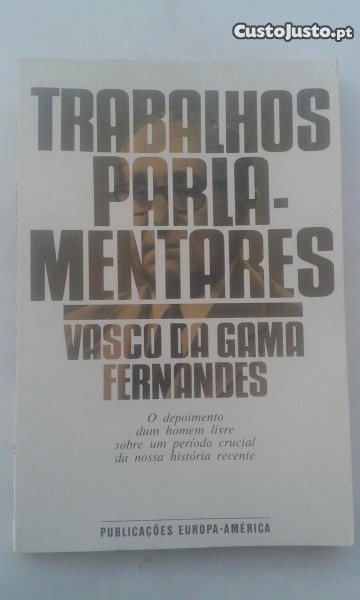 CustoJusto.pt
TRABALHOS
PARLA-
MENTARES
VASCO DA GAMA
FERNANDES
O depoimento
dum homem livre
sobre um período crucial
da nossa história recente
PUBLICAÇÕES EUROPA-AMÉRICA